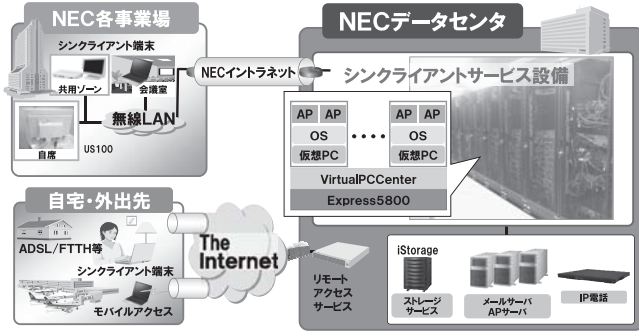 NEC各事業場
シンクライアント端末
共用ゾーン
会議室
無線LAN
自席
US100
NECイントラネット
NECデータセンタ
シンクライアントサービス設備
AP AP
OS
仮想PC
‥‥
AP AP
OS
仮想PC
VirtualPCCenter
Express5800
自宅・外出先
ADSL/FTTH等
シンクライアント端末
モバイルアクセス
The
Internet
リモート
アクセス
サービス
iStorage
ストレージ
サービス
メールサーバ
APサーバ
IP電話